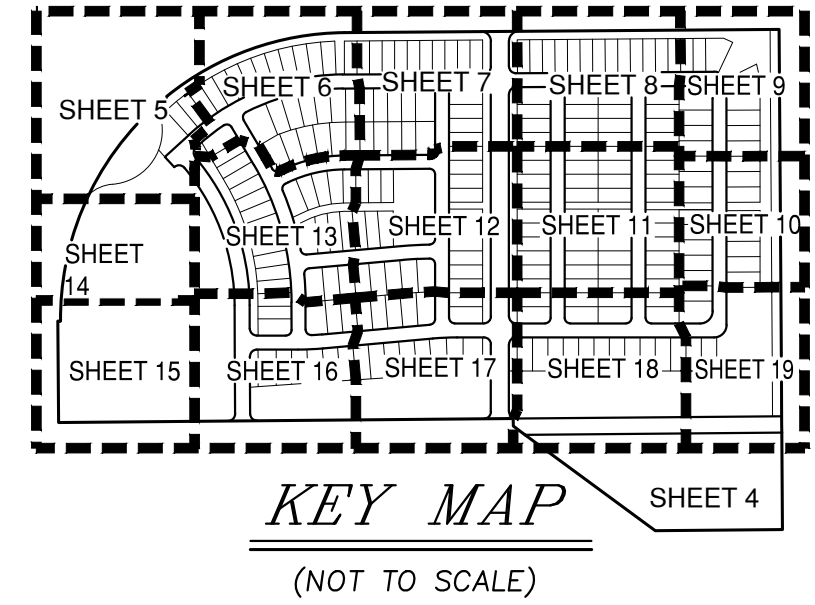 SHEET 5
SHEET 6
SHEET 7
SHEET 8
SHEET 9
SHEET
14
SHEET 13
SHEET 12
SHEET 11
SHEET 10
SHEET 15
SHEET 16
SHEET 17
SHEET 18
SHEET 19
SHEET 4
KEY MAP
(NOT TO SCALE)